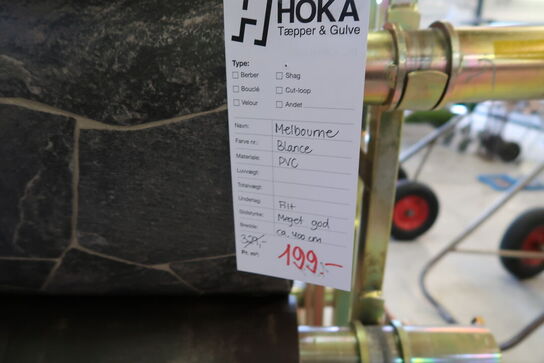 HOKA
Tæpper & Gulve
Type:
Berber Shag
Bouclé Cut-loop
Velour Andet
Navn: Melbourne
Farve nr.: Blance
Materiale: PVC
Luvvægt:
Totalvægt:
Underlag: Filt
Slidstyrke: Meget god
Bredde: ca. 400 cm
329,-
Pr. m²: 199.-